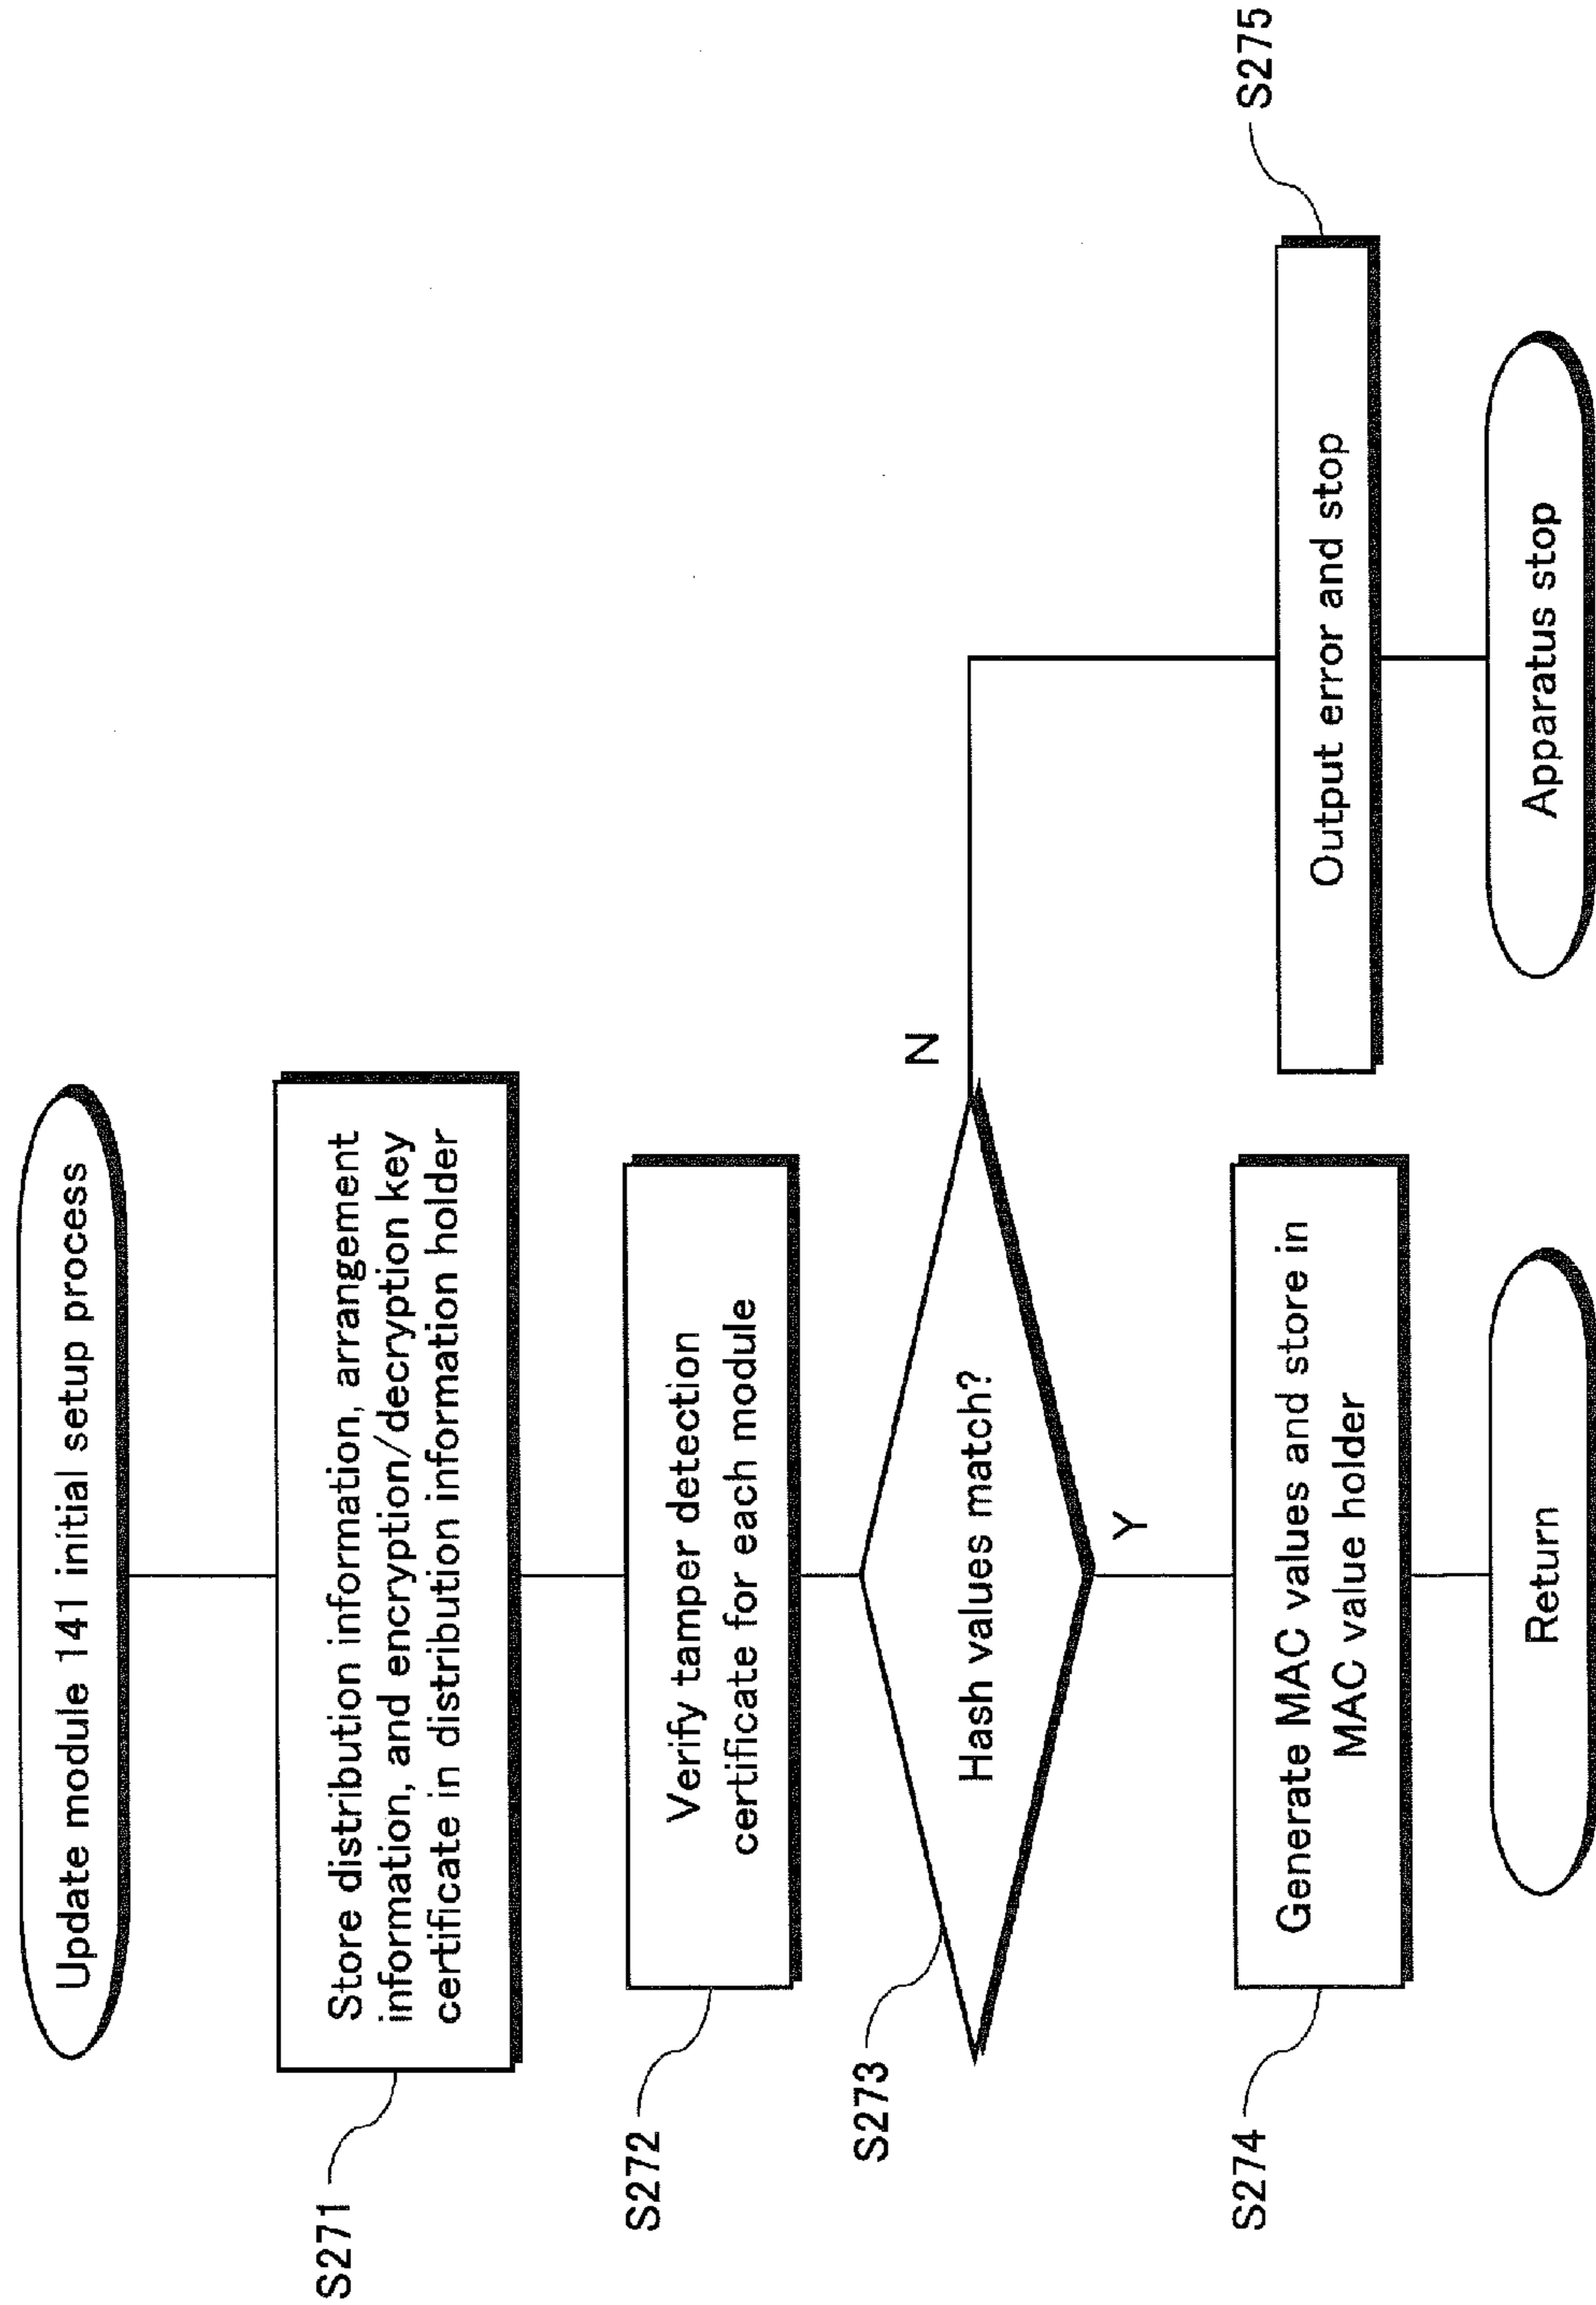 Update module 141 initial setup process
S271
Store distribution information, arrangement
information, and encryption/decryption key
certificate in distribution information holder
S272
Verify tamper detection
certificate for each module
S273
Hash values match?
N
Y
S274
Generate MAC values and store in
MAC value holder
S275
Output error and stop
Return
Apparatus stop